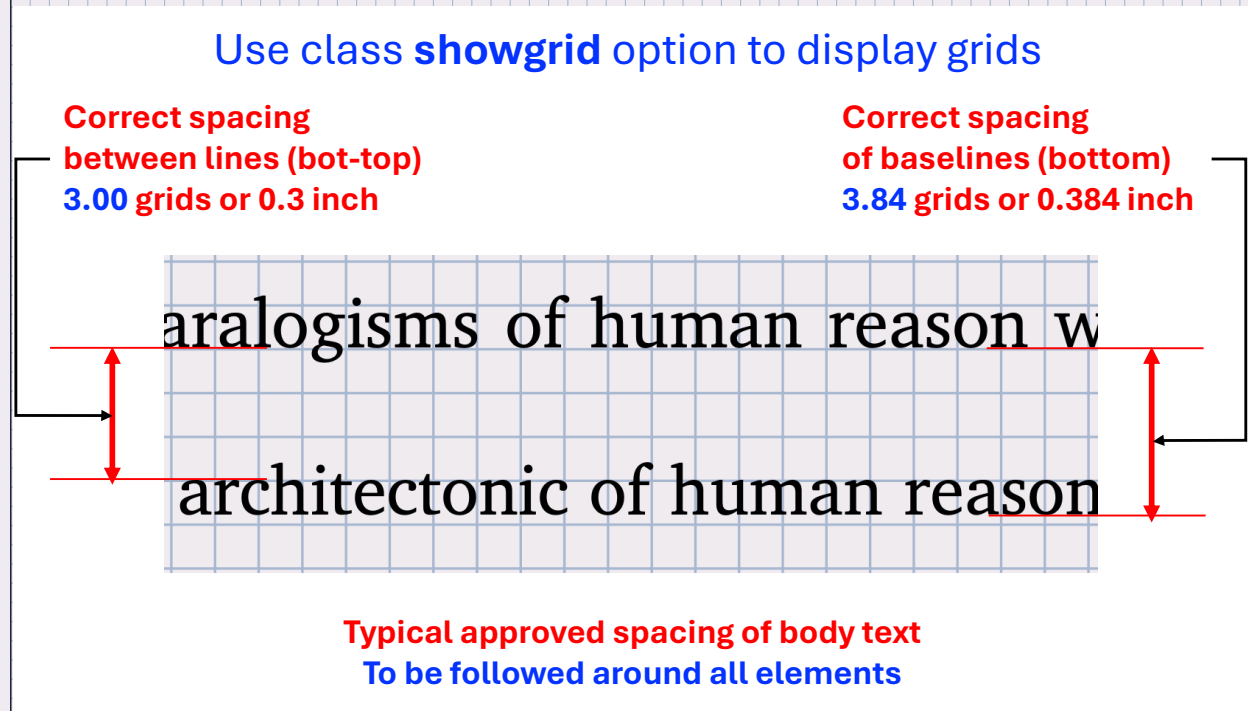 Use class showgrid option to display grids
Correct spacing
between lines (bot-top)
3.00 grids or 0.3 inch
Correct spacing
of baselines (bottom)
3.84 grids or 0.384 inch
aralogisms of human reason w
architectonic of human reason
Typical approved spacing of body text
To be followed around all elements